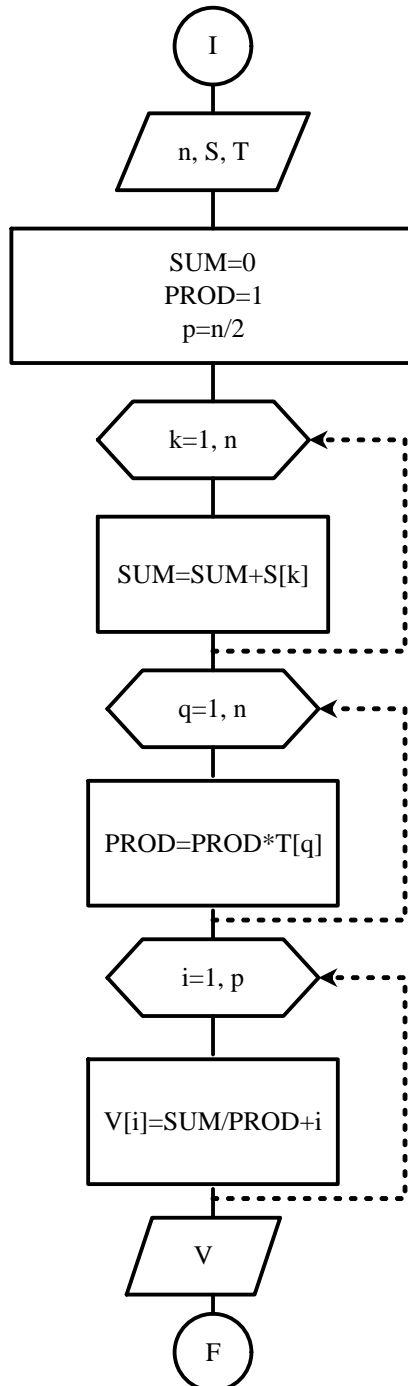 I
n, S, T
SUM=0
PROD=1
p=n/2
k=1, n
SUM=SUM+S[k]
q=1, n
PROD=PROD*T[q]
i=1, p
V[i]=SUM/PROD+i
V
F